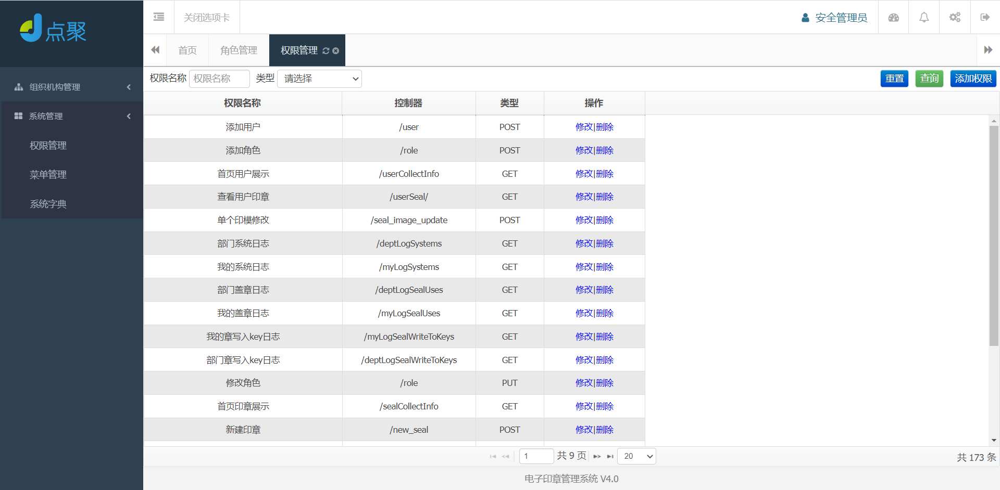 点聚
关闭选项卡
安全管理员
首页 角色管理 权限管理
组织机构管理
系统管理
权限管理
菜单管理
系统字典
权限名称 权限名称 类型 请选择 重置 查询 添加权限
权限名称 控制器 类型 操作
添加用户 /user POST 修改|删除
添加角色 /role POST 修改|删除
首页用户展示 /userCollectInfo GET 修改|删除
查看用户印章 /userSeal/ GET 修改|删除
单个印模修改 /seal_image_update POST 修改|删除
部门系统日志 /deptLogSystems GET 修改|删除
我的系统日志 /myLogSystems GET 修改|删除
部门盖章日志 /deptLogSealUses GET 修改|删除
我的盖章日志 /myLogSealUses GET 修改|删除
我的章写入key日志 /myLogSealWriteToKeys GET 修改|删除
部门章写入key日志 /deptLogSealWriteToKeys GET 修改|删除
修改角色 /role PUT 修改|删除
首页印章展示 /sealCollectInfo GET 修改|删除
新建印章 /new_seal POST 修改|删除
1 共 9 页 20 共 173 条
电子印章管理系统 V4.0